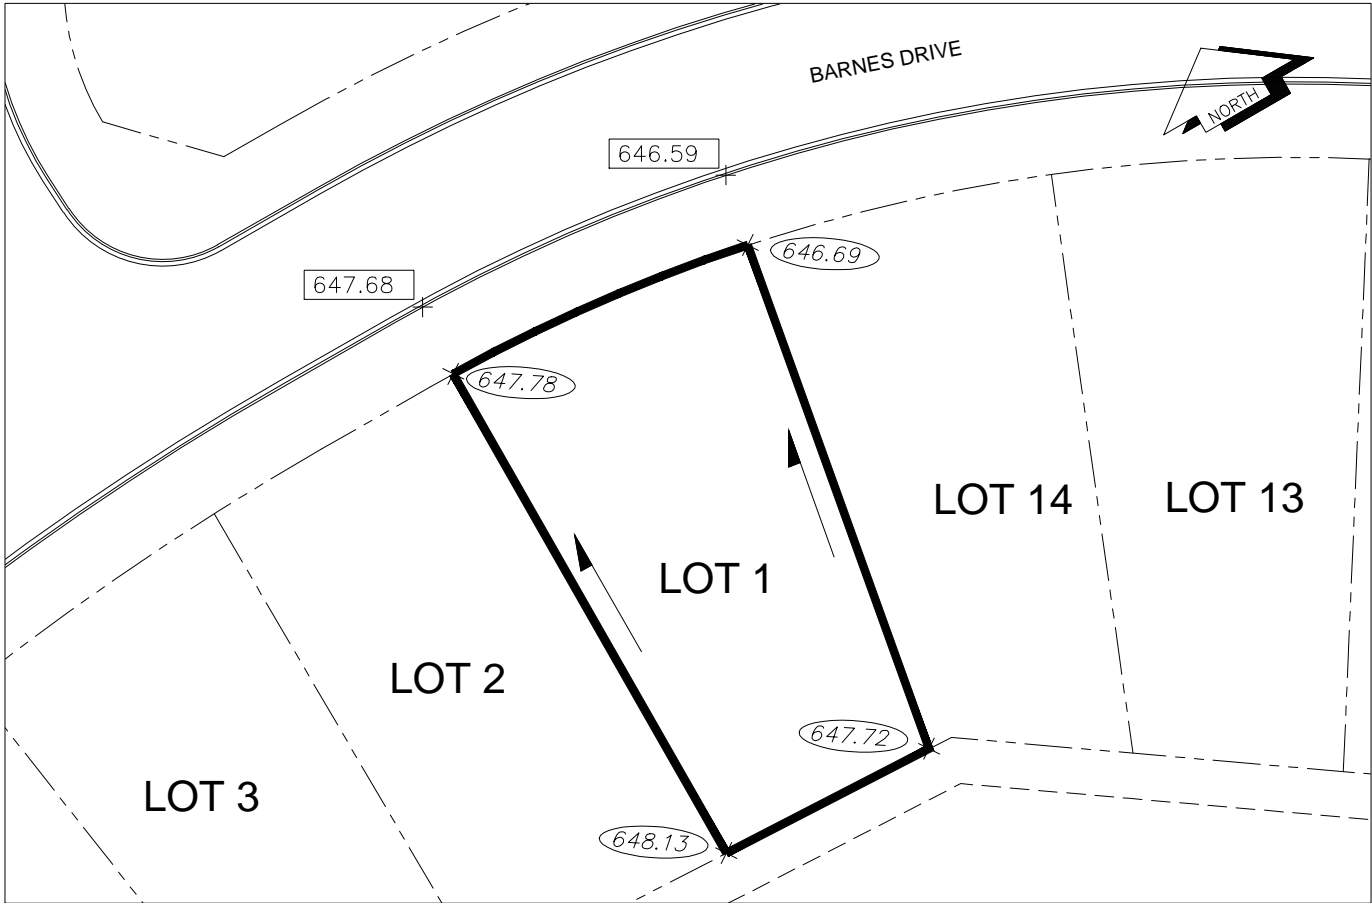 BARNES DRIVE
NORTH
646.59
646.69
647.68
647.78
LOT 14
LOT 13
LOT 1
LOT 2
647.72
LOT 3
648.13